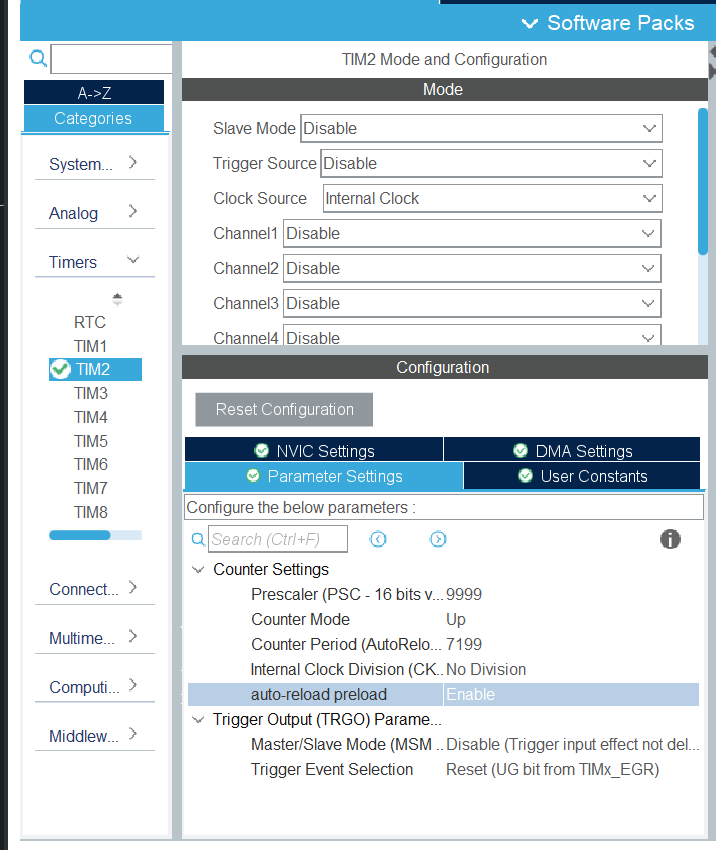 Software Packs
TIM2 Mode and Configuration
Mode
A->Z
Categories
System...
Analog
Timers
RTC
TIM1
TIM2
TIM3
TIM4
TIM5
TIM6
TIM7
TIM8
Connect...
Multime...
Computi...
Middlew...
Slave Mode Disable
Trigger Source Disable
Clock Source Internal Clock
Channel1 Disable
Channel2 Disable
Channel3 Disable
Channel4 Disable
Configuration
Reset Configuration
NVIC Settings
DMA Settings
Parameter Settings
User Constants
Configure the below parameters :
Search (Ctrl+F)
Counter Settings
Prescaler (PSC - 16 bits v... 9999
Counter Mode Up
Counter Period (AutoRelo... 7199
Internal Clock Division (CK.. No Division
auto-reload preload Enable
Trigger Output (TRGO) Parame...
Master/Slave Mode (MSM .. Disable (Trigger input effect not del...
Trigger Event Selection Reset (UG bit from TIMx_EGR)